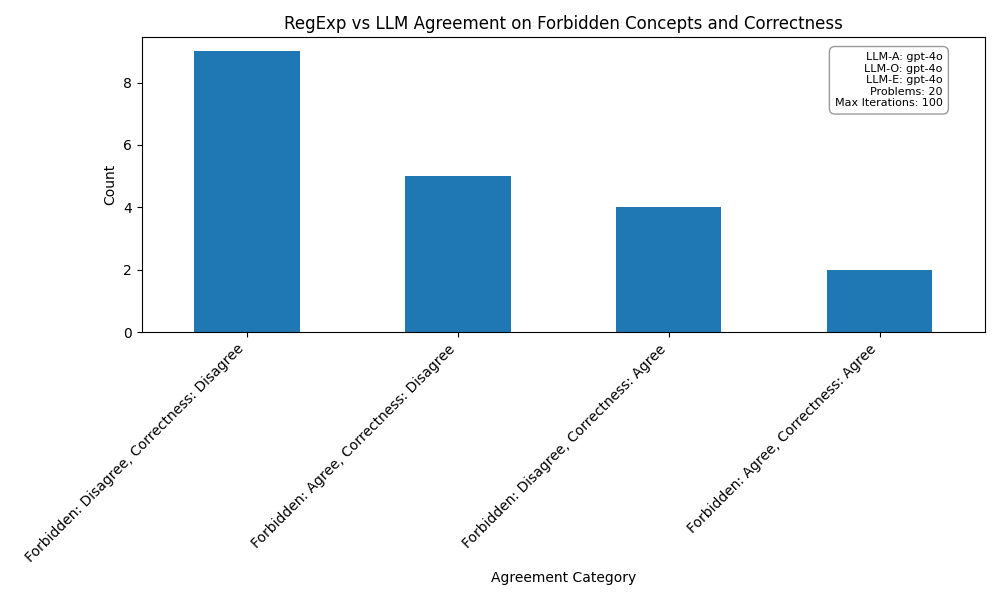 RegExp vs LLM Agreement on Forbidden Concepts and Correctness
LLM-A: gpt-4o
LLM-O: gpt-4o
LLM-E: gpt-4o
Problems: 20
Max Iterations: 100
Count
8
6
4
2
0
Forbidden: Disagree, Correctness: Disagree
Forbidden: Agree, Correctness: Disagree
Forbidden: Disagree, Correctness: Agree
Forbidden: Agree, Correctness: Agree
Agreement Category